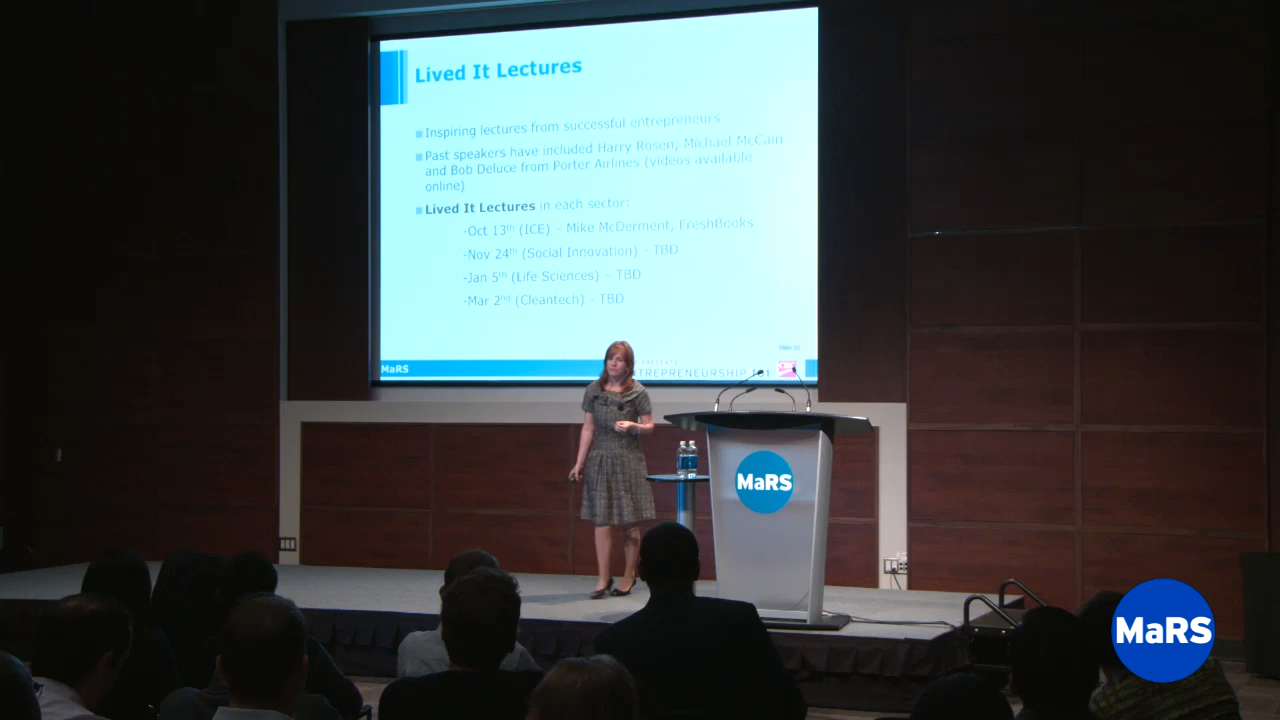 Lived It Lectures
Inspiring lectures from successful entrepreneurs
Past speakers have included Harry Rosen, Michael McCain
and Bob Deluce from Porter Airlines (videos available
online)
Lived It Lectures in each sector:
-Oct 13th (ICE) – Mike McDerment, FreshBooks
-Nov 24th (Social Innovation) - TBD
-Jan 5th (Life Sciences) – TBD
-Mar 2nd (Cleantech) – TBD
MaRS
MaRS
MaRS